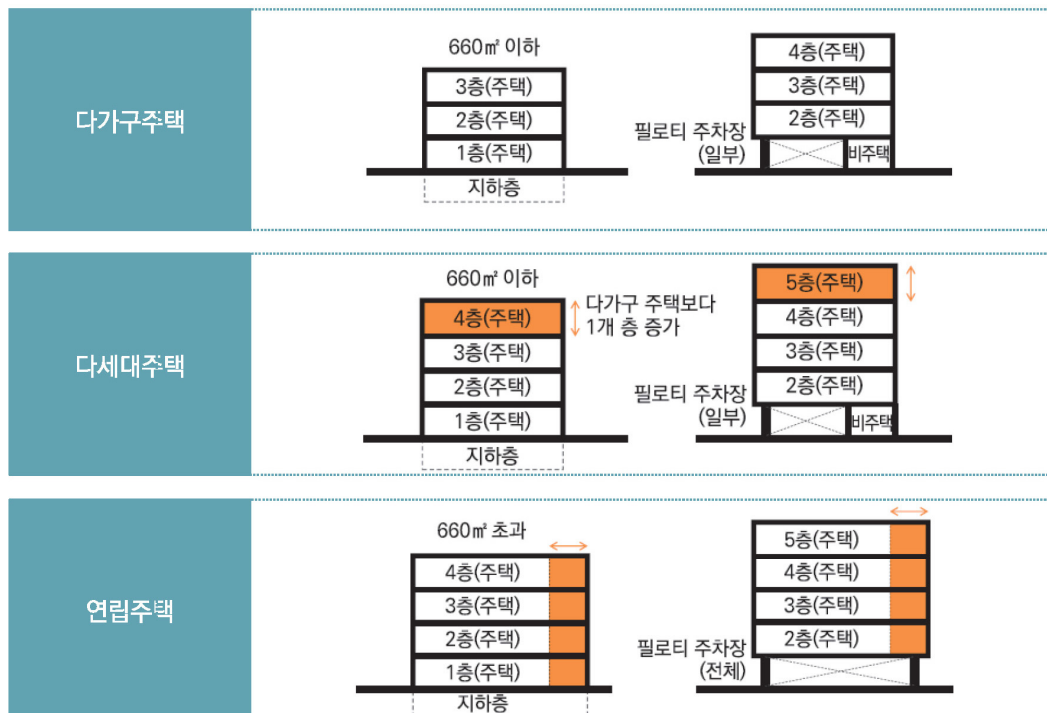 다가구주택
660㎡ 이하
3층(주택)
2층(주택)
1층(주택)
지하층
4층(주택)
3층(주택)
2층(주택)
필로티 주차장
(일부)
비주택
다세대주택
660㎡ 이하
4층(주택)
3층(주택)
2층(주택)
1층(주택)
지하층
다가구 주택보다
1개 층 증가
5층(주택)
4층(주택)
3층(주택)
2층(주택)
필로티 주차장
(일부)
비주택
연립주택
660㎡ 초과
4층(주택)
3층(주택)
2층(주택)
1층(주택)
지하층
5층(주택)
4층(주택)
3층(주택)
2층(주택)
필로티 주차장
(전체)